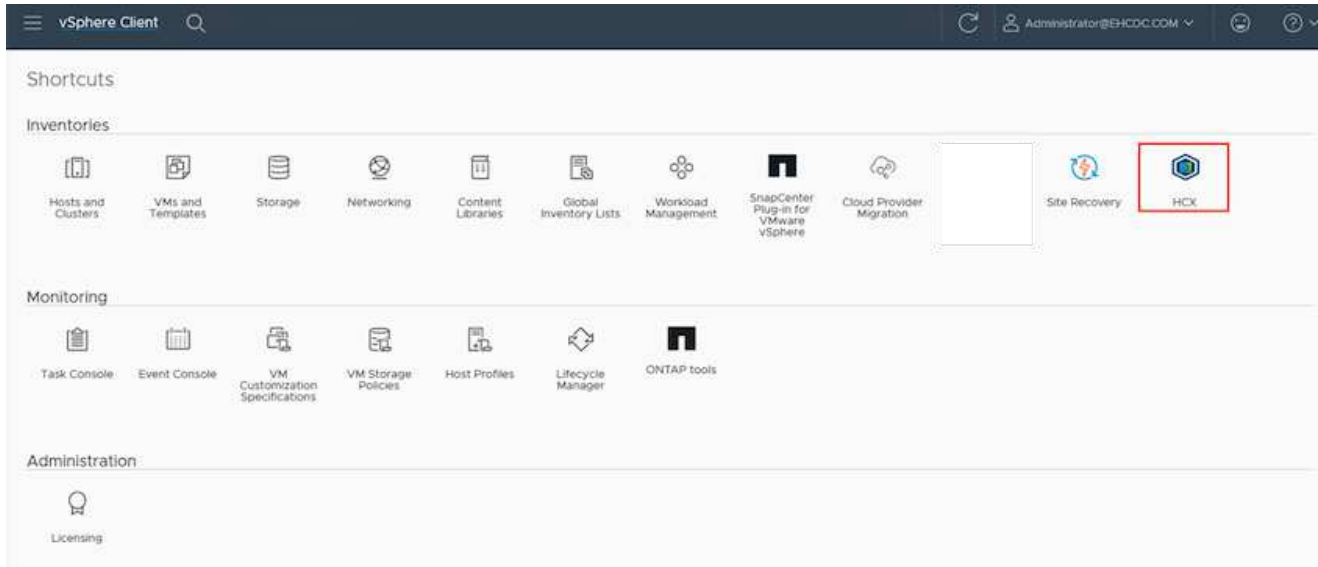 vSphere Client
Administrator@EHCDC.COM
Shortcuts
Inventories
Hosts and Clusters
VMs and Templates
Storage
Networking
Content Libraries
Global Inventory Lists
Workload Management
SnapCenter Plug-in for VMware vSphere
Cloud Provider Migration
Site Recovery
HCX
Monitoring
Task Console
Event Console
VM Customization Specifications
VM Storage Policies
Host Profiles
Lifecycle Manager
ONTAP tools
Administration
Licensing